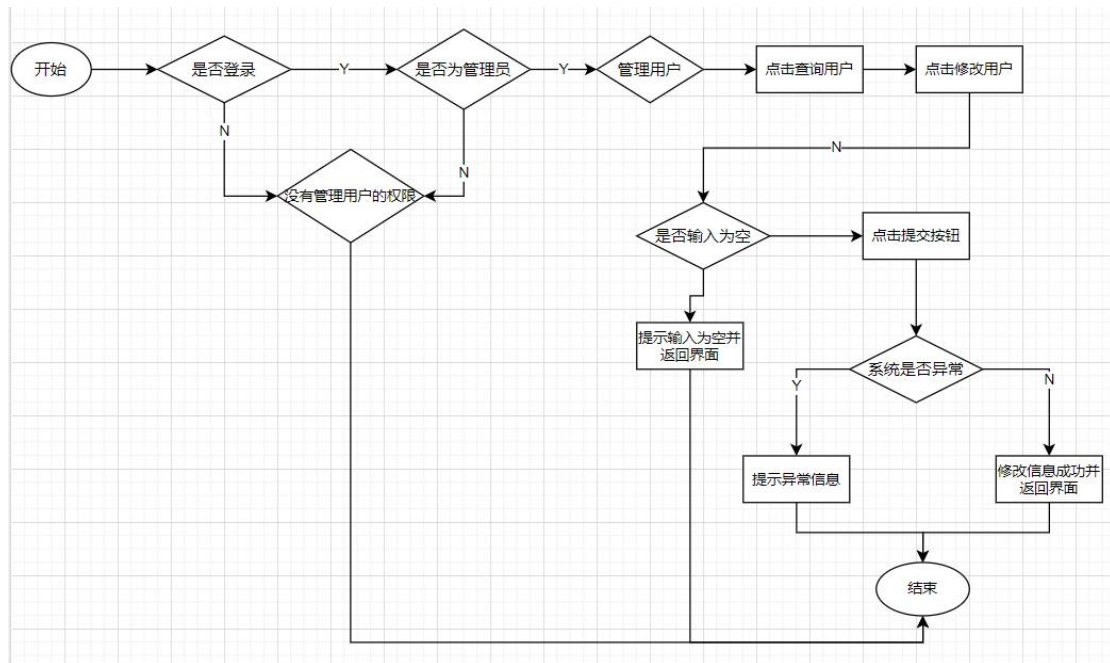 开始
是否登录
Y
是否为管理员
Y
管理用户
点击查询用户
点击修改用户
N
N
N
没有管理用户的权限
是否输入为空
点击提交按钮
提示输入为空并
返回界面
系统是否异常
Y
N
提示异常信息
修改信息成功并
返回界面
结束